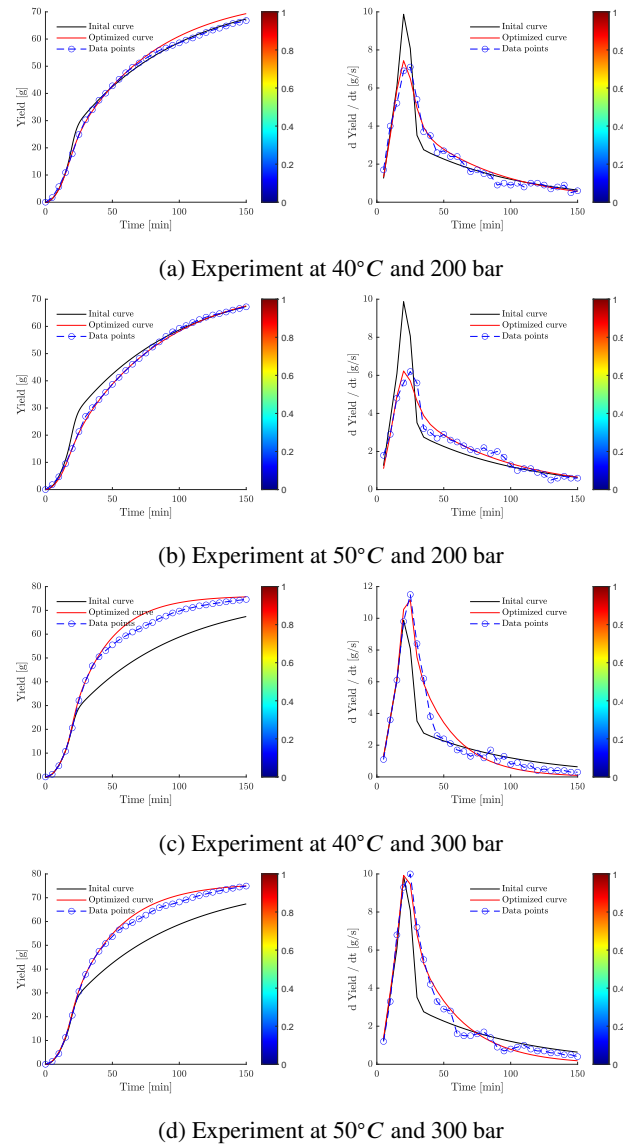 70
60
50
40
30
20
10
0
Yield [g]
Inital curve
Optimized curve
Data points
0 50 100 150
Time [min]
1
0.8
0.6
0.4
0.2
0
10
8
6
4
2
0
d Yield / dt [g/s]
Inital curve
Optimized curve
Data points
0 50 100 150
Time [min]
1
0.8
0.6
0.4
0.2
0
(a) Experiment at 40°C and 200 bar
70
60
50
40
30
20
10
0
Yield [g]
Inital curve
Optimized curve
Data points
0 50 100 150
Time [min]
1
0.8
0.6
0.4
0.2
0
10
8
6
4
2
0
d Yield / dt [g/s]
Inital curve
Optimized curve
Data points
0 50 100 150
Time [min]
1
0.8
0.6
0.4
0.2
0
(b) Experiment at 50°C and 200 bar
80
70
60
50
40
30
20
10
0
Yield [g]
Inital curve
Optimized curve
Data points
0 50 100 150
Time [min]
1
0.8
0.6
0.4
0.2
0
12
10
8
6
4
2
0
d Yield / dt [g/s]
Inital curve
Optimized curve
Data points
0 50 100 150
Time [min]
1
0.8
0.6
0.4
0.2
0
(c) Experiment at 40°C and 300 bar
80
70
60
50
40
30
20
10
0
Yield [g]
Inital curve
Optimized curve
Data points
0 50 100 150
Time [min]
1
0.8
0.6
0.4
0.2
0
10
8
6
4
2
0
d Yield / dt [g/s]
Inital curve
Optimized curve
Data points
0 50 100 150
Time [min]
1
0.8
0.6
0.4
0.2
0
(d) Experiment at 50°C and 300 bar